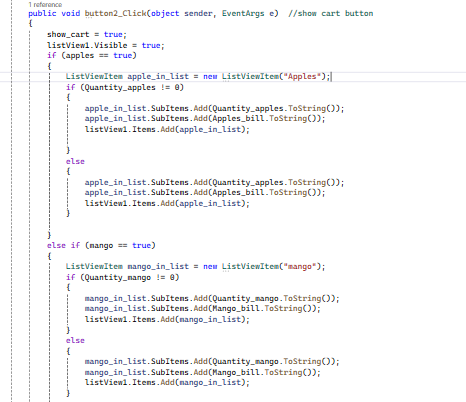 1 reference
public void button2_Click(object sender, EventArgs e)  //show cart button
{
    show_cart = true;
    listView1.Visible = true;
    if (apples == true)
    {
        ListViewItem apple_in_list = new ListViewItem("Apples");
        if (Quantity_apples != 0)
        {
            apple_in_list.SubItems.Add(Quantity_apples.ToString());
            apple_in_list.SubItems.Add(Apples_bill.ToString());
            listView1.Items.Add(apple_in_list);
        }
        else
        {
            apple_in_list.SubItems.Add(Quantity_apples.ToString());
            apple_in_list.SubItems.Add(Apples_bill.ToString());
            listView1.Items.Add(apple_in_list);
        }
    }
    else if (mango == true)
    {
        ListViewItem mango_in_list = new ListViewItem("mango");
        if (Quantity_mango != 0)
        {
            mango_in_list.SubItems.Add(Quantity_mango.ToString());
            mango_in_list.SubItems.Add(Mango_bill.ToString());
            listView1.Items.Add(mango_in_list);
        }
        else
        {
            mango_in_list.SubItems.Add(Quantity_mango.ToString());
            mango_in_list.SubItems.Add(Mango_bill.ToString());
            listView1.Items.Add(mango_in_list);
        }